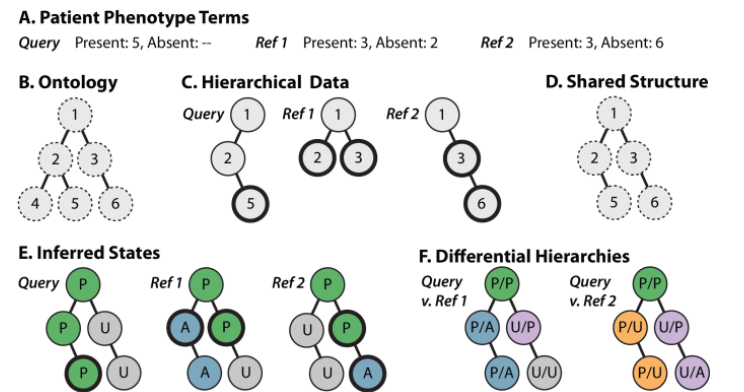 A. Patient Phenotype Terms
Query Present: 5, Absent: -- Ref 1 Present: 3, Absent: 2 Ref 2 Present: 3, Absent: 6
B. Ontology C. Hierarchical Data D. Shared Structure
Query 1 Ref 1 1 Ref 2 1
1 1
2 3 2 2 3 3 2 3
4 5 6 5 6 5 6
E. Inferred States F. Differential Hierarchies
Query P Ref 1 P Ref 2 P Query P/P Query P/P
v. Ref 1 v. Ref 2
P U A P U P P/A U/P P/U U/P
P U A U U A P/A U/U P/U U/A